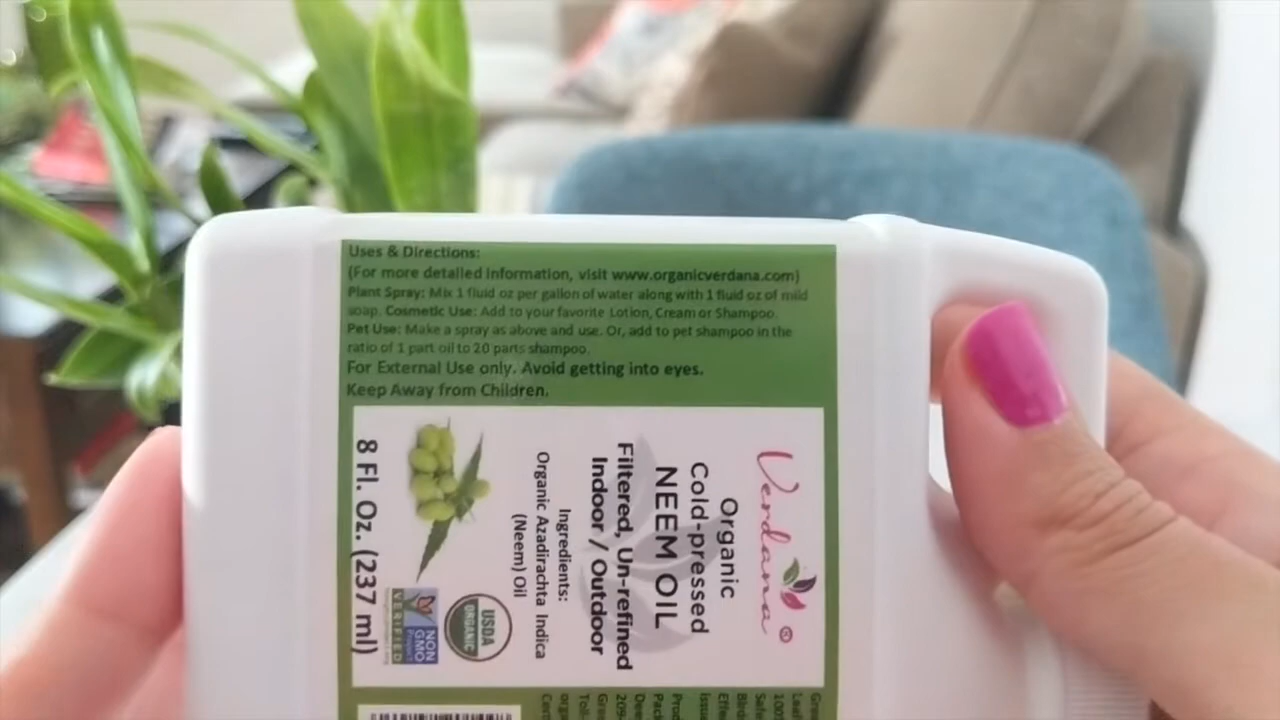 Uses & Directions:
(For more detailed information, visit www.organicverdana.com)
Plant Spray: Mix 1 fluid oz per gallon of water along with 1 fluid oz of mild
soap. Cosmetic Use: Add to your favorite Lotion, Cream or Shampoo.
Pet Use: Make a spray as above and use. Or, add to pet shampoo in the
ratio of 1 part oil to 20 parts shampoo.
For External Use only. Avoid getting into eyes.
Keep Away from Children.
Verdana®
Organic
Cold-pressed
NEEM OIL
Filtered, Un-refined
Indoor / Outdoor
Ingredients:
Organic Azadirachta Indica
(Neem) Oil
USDA
ORGANIC
NON
GMO
Project
VERIFIED
8 Fl. Oz. (237 ml)